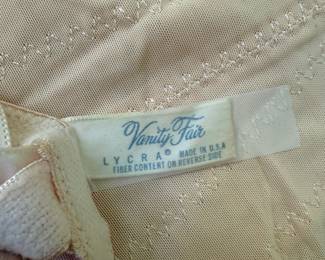 Vanity Fair
LYCRA® MADE IN U.S.A
FIBER CONTENT ON REVERSE SIDE